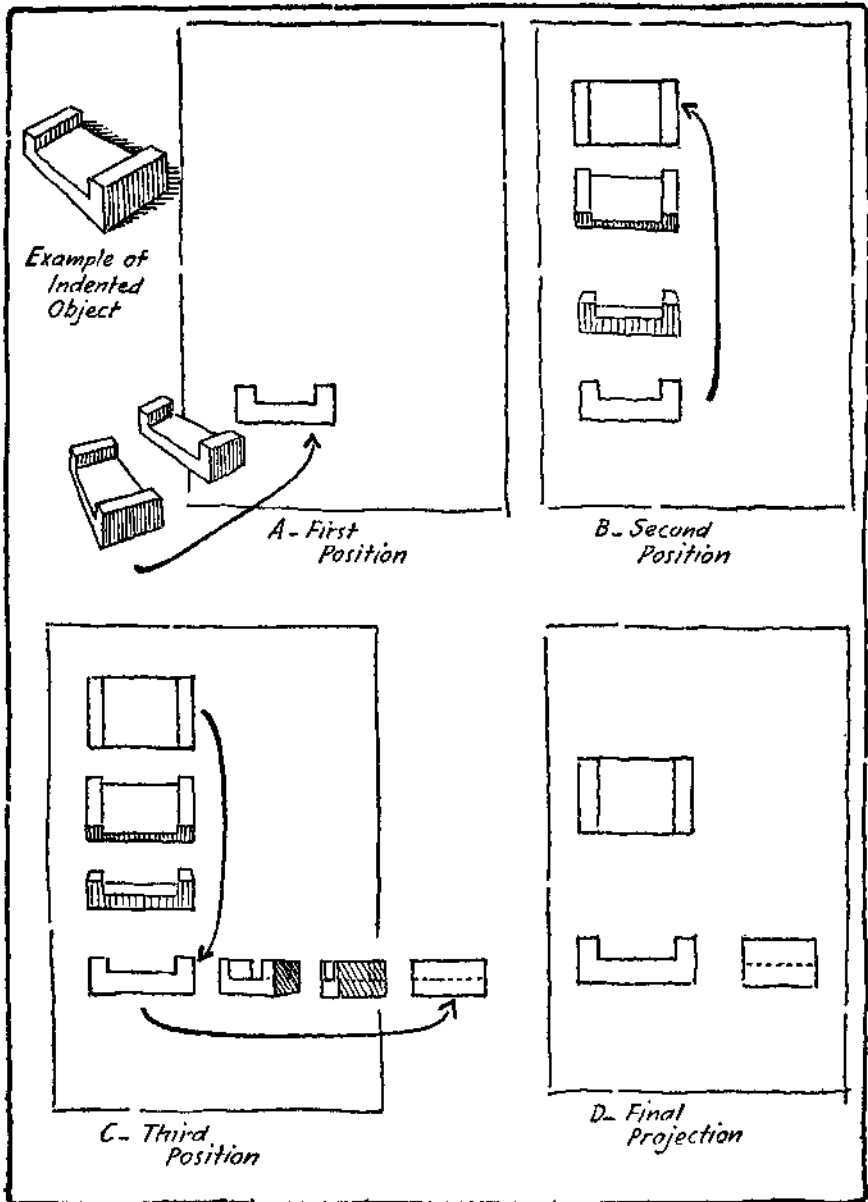 Example of
Indented
Object
A- First
Position
B- Second
Position
C- Third
Position
D- Final
Projection